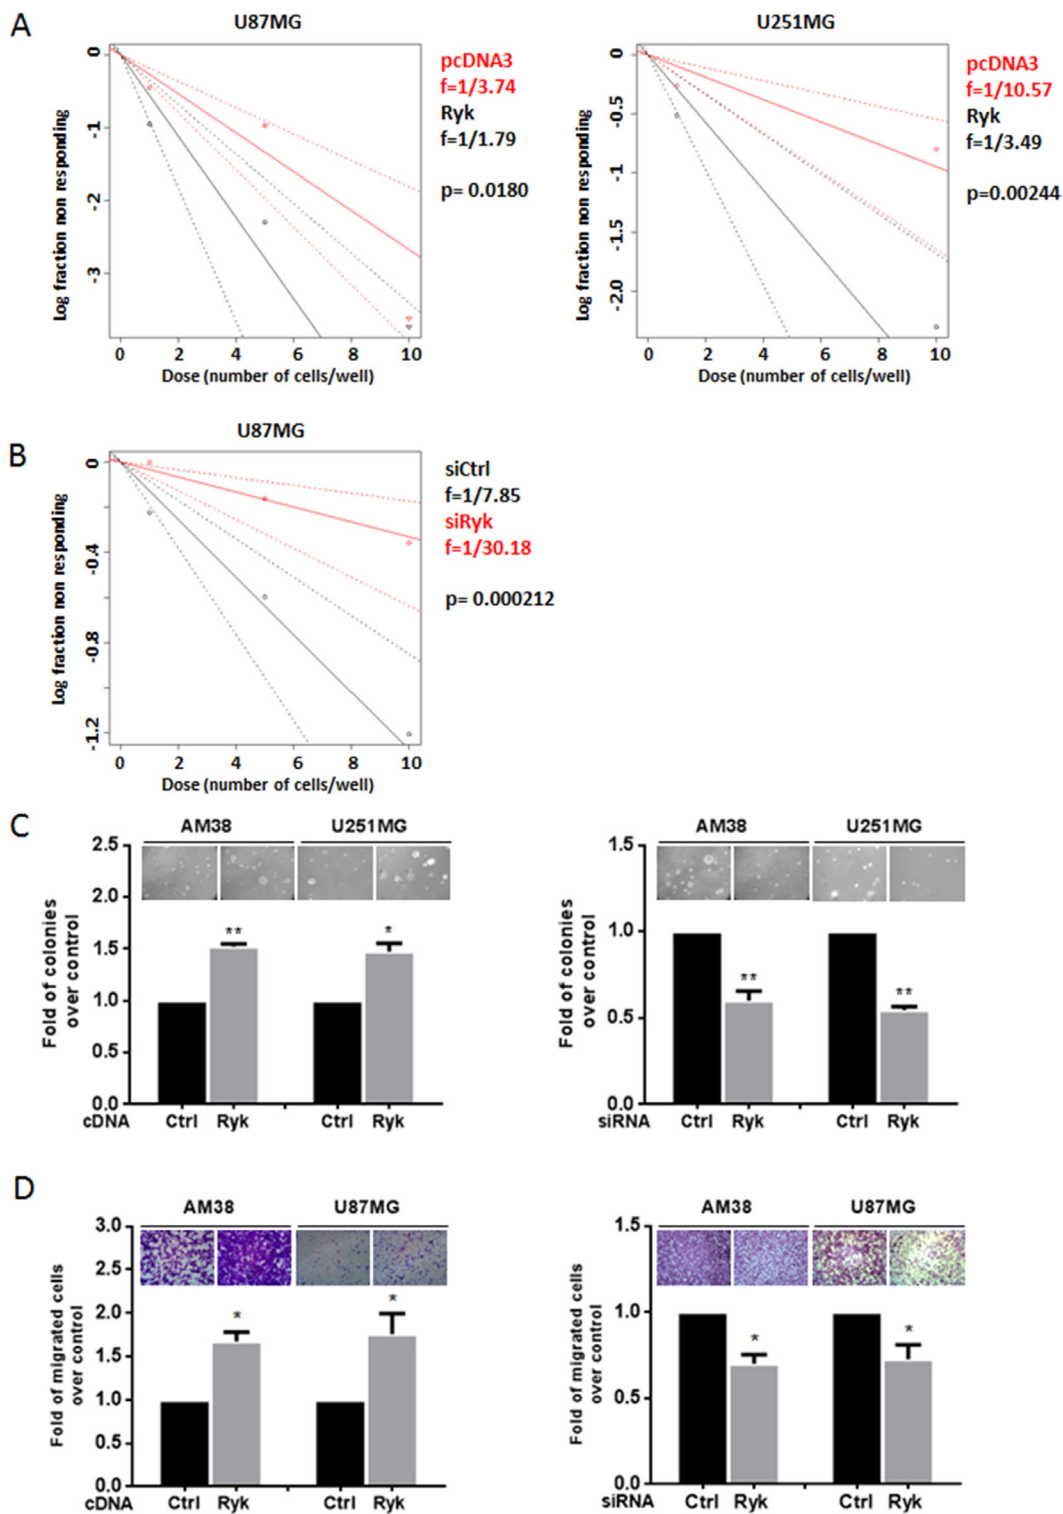 A
U87MG
0
-1
-2
-3
Log fraction non responding
0 2 4 6 8 10
Dose (number of cells/well)
pcDNA3
f=1/3.74
Ryk
f=1/1.79
p= 0.0180
U251MG
0
-0.5
-1
-1.5
-2.0
Log fraction non responding
0 2 4 6 8 10
Dose (number of cells/well)
pcDNA3
f=1/10.57
Ryk
f=1/3.49
p=0.00244
B
U87MG
0
-0.4
-0.8
-1.2
Log fraction non responding
0 2 4 6 8 10
Dose (number of cells/well)
siCtrl
f=1/7.85
siRyk
f=1/30.18
p= 0.000212
C
AM38 U251MG
2.5
2.0
1.5
1.0
0.5
0.0
Fold of colonies
over control
** *
cDNA Ctrl Ryk Ctrl Ryk
AM38 U251MG
1.5
1.0
0.5
0.0
Fold of colonies
over control
** **
siRNA Ctrl Ryk Ctrl Ryk
D
AM38 U87MG
3.0
2.5
2.0
1.5
1.0
0.5
0.0
Fold of migrated cells
over control
* *
cDNA Ctrl Ryk Ctrl Ryk
AM38 U87MG
1.5
1.0
0.5
0.0
Fold of migrated cells
over control
* *
siRNA Ctrl Ryk Ctrl Ryk